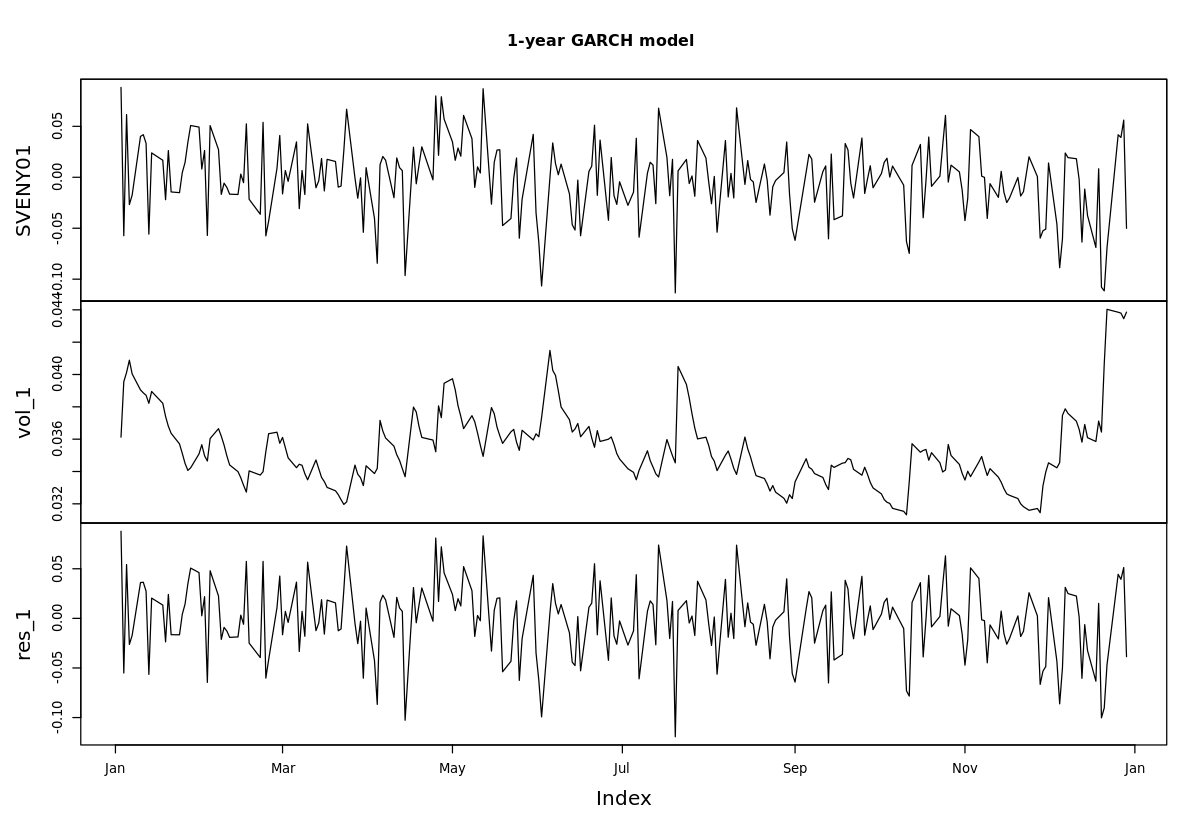 1-year GARCH model
SVENY01
0.05
0.00
-0.05
-0.10
vol_1
0.044
0.040
0.036
0.032
res_1
0.05
0.00
-0.05
-0.10
Jan Mar May Jul Sep Nov Jan
Index